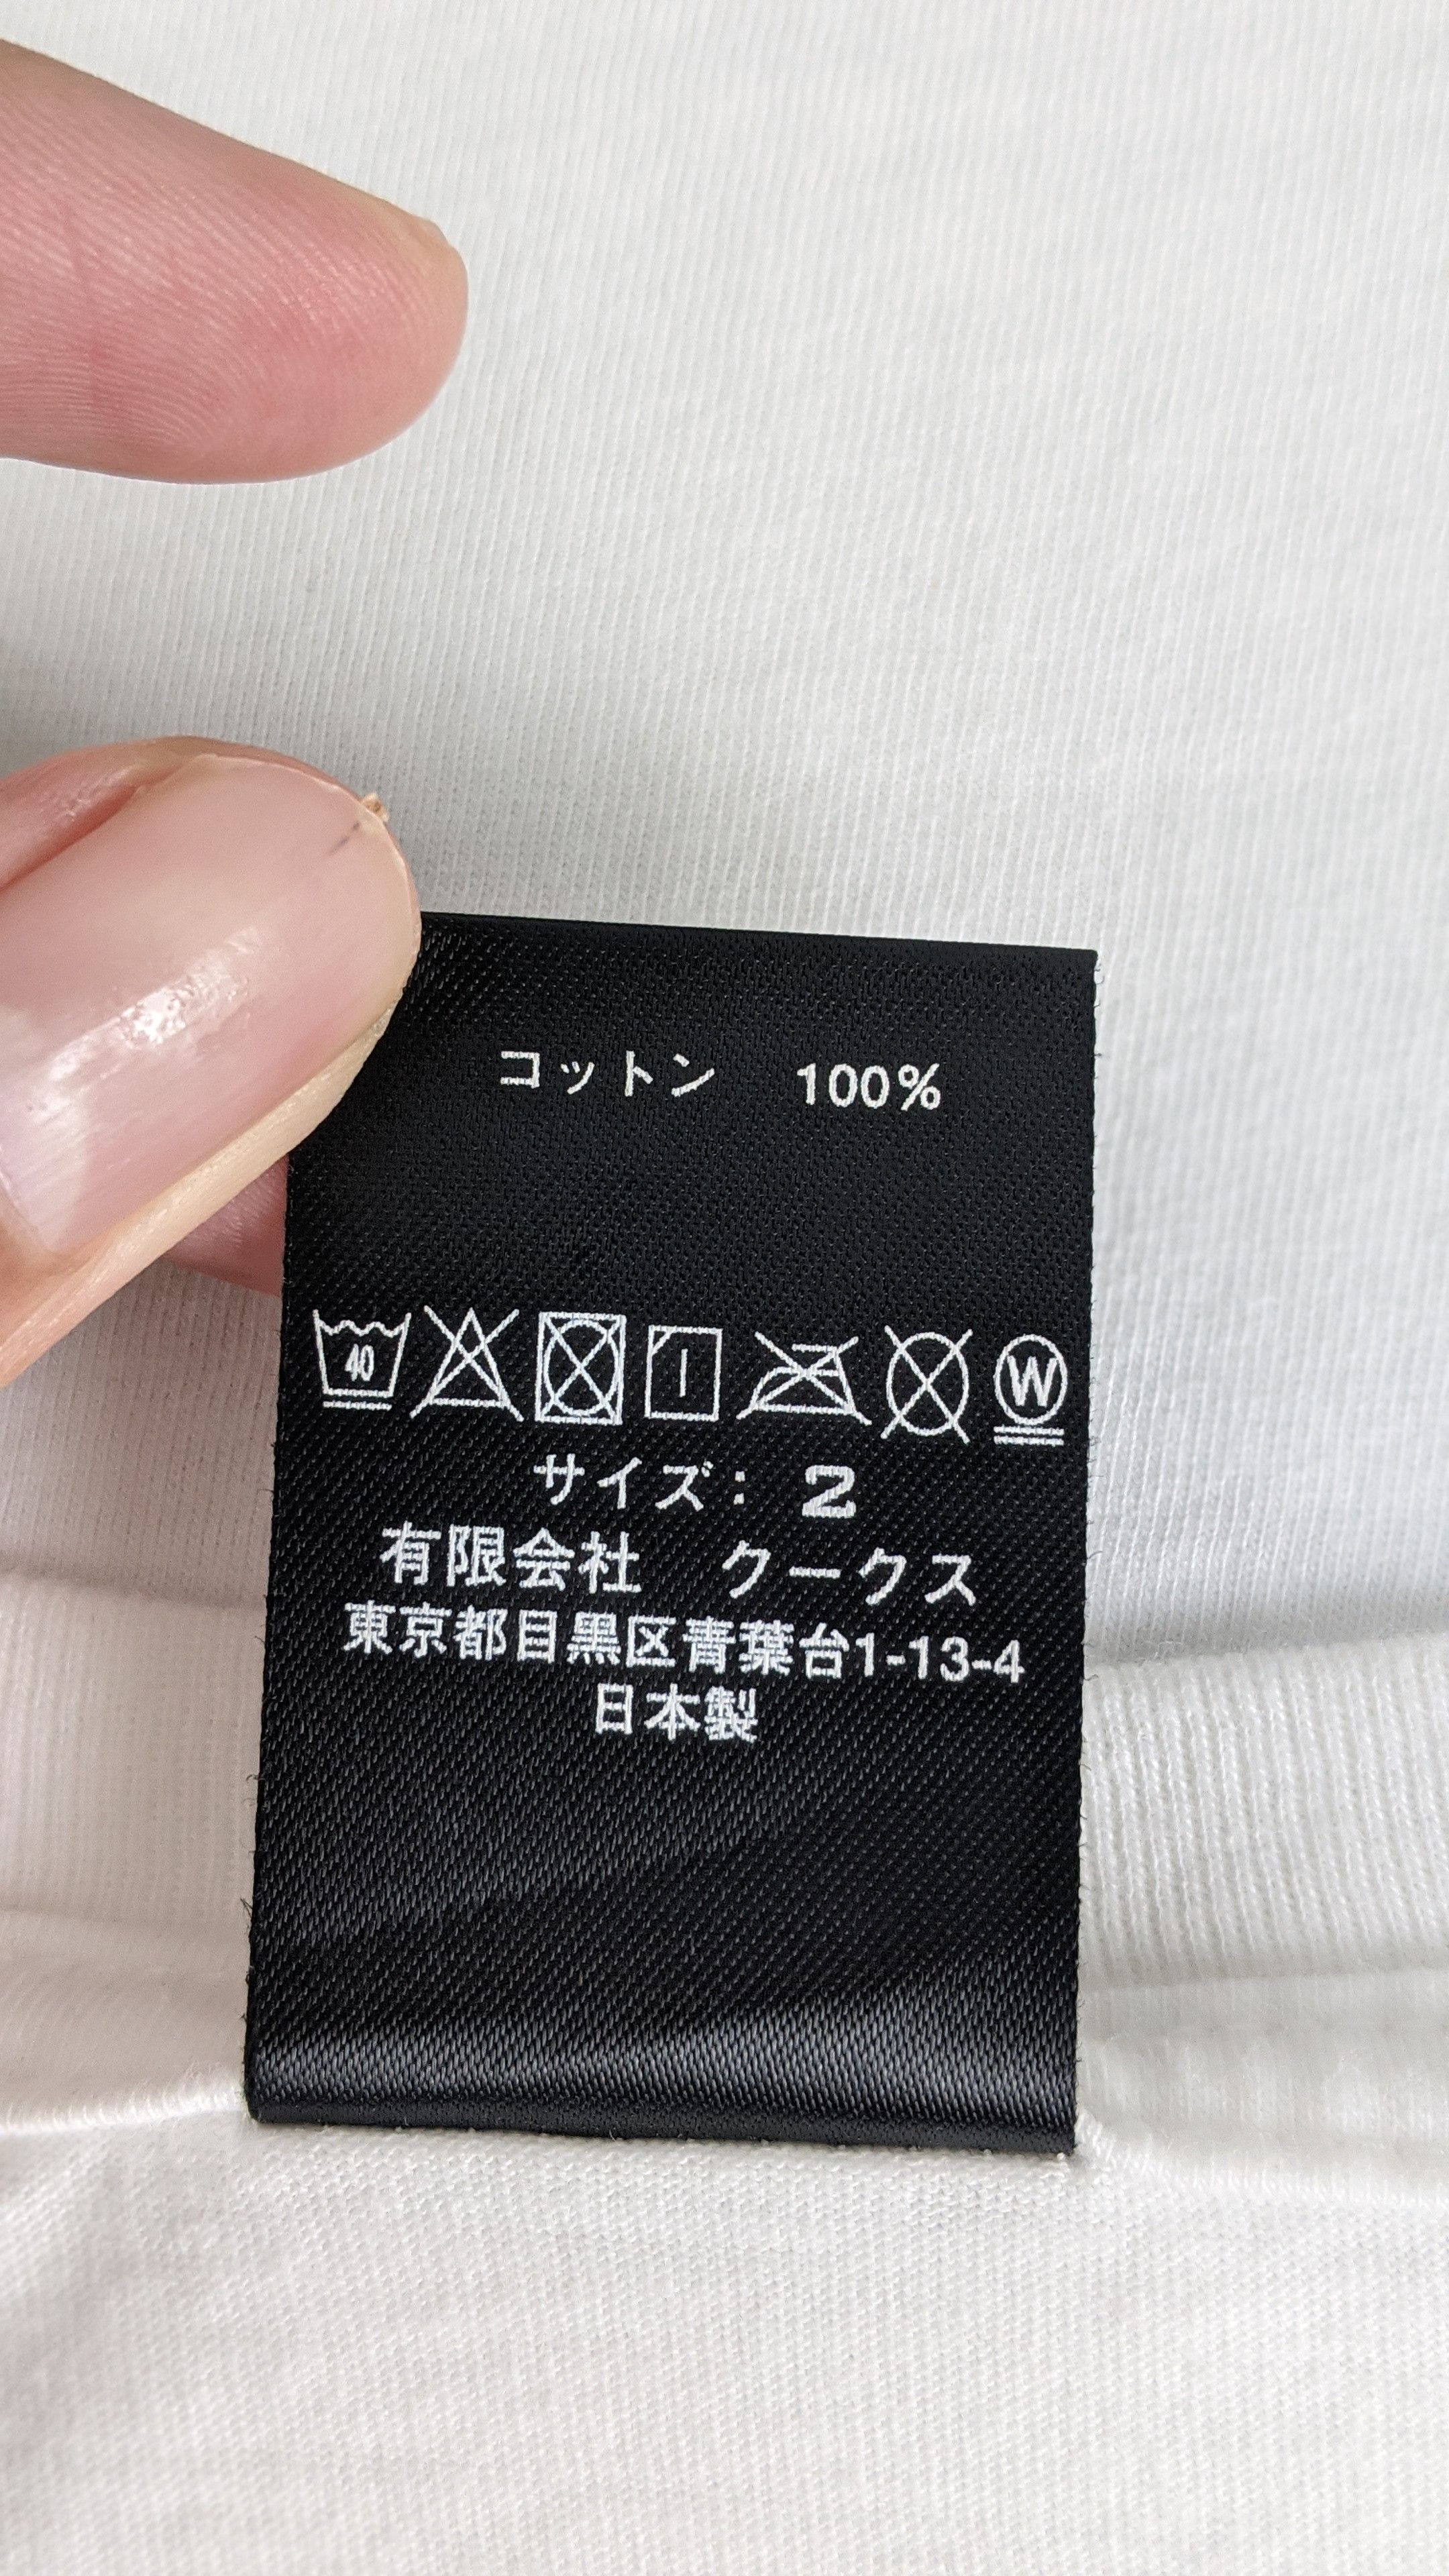 コットン　100%
40 W
サイズ: 2
有限会社　クークス
東京都目黒区青葉台1-13-4
日本製